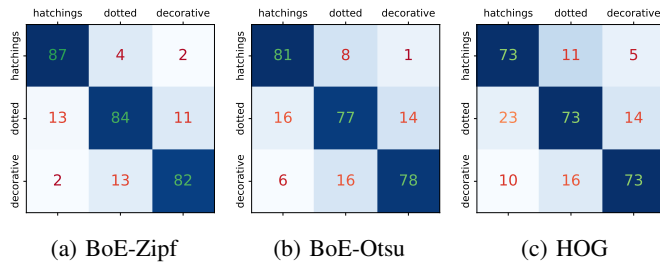 hatchings dotted decorative
hatchings 87 4 2
dotted 13 84 11
decorative 2 13 82
(a) BoE-Zipf
hatchings dotted decorative
hatchings 81 8 1
dotted 16 77 14
decorative 6 16 78
(b) BoE-Otsu
hatchings dotted decorative
hatchings 73 11 5
dotted 23 73 14
decorative 10 16 73
(c) HOG